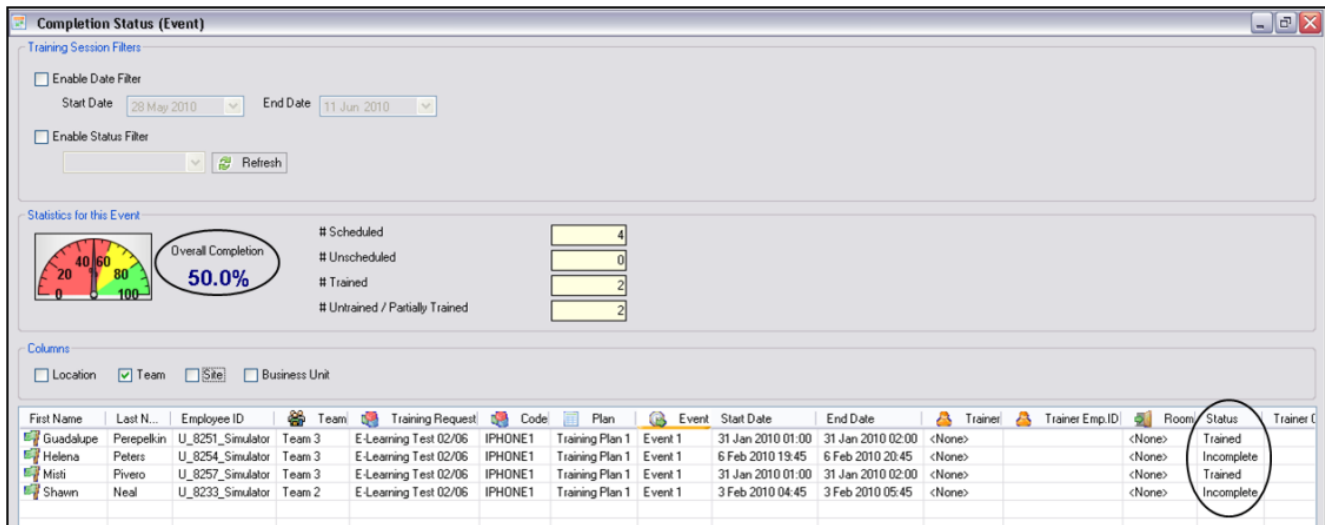 Completion Status (Event)
Training Session Filters
Enable Date Filter
Start Date 28 May 2010 End Date 11 Jun 2010
Enable Status Filter
Refresh
Statistics for this Event
0 20 40 60 80 100
Overall Completion
50.0%
# Scheduled 4
# Unscheduled 0
# Trained 2
# Untrained / Partially Trained 2
Columns
Location Team Site Business Unit
First Name Last N... Employee ID Team Training Request Code Plan Event Start Date End Date Trainer Trainer Emp.ID Room Status Trainer
Guadalupe Perepelkin U_8251_Simulator Team 3 E-Learning Test 02/06 IPHONE1 Training Plan 1 Event 1 31 Jan 2010 01:00 31 Jan 2010 02:00 <None> <None> Trained
Helena Peters U_8254_Simulator Team 3 E-Learning Test 02/06 IPHONE1 Training Plan 1 Event 1 6 Feb 2010 19:45 6 Feb 2010 20:45 <None> <None> Incomplete
Misti Pivero U_8257_Simulator Team 3 E-Learning Test 02/06 IPHONE1 Training Plan 1 Event 1 31 Jan 2010 01:00 31 Jan 2010 02:00 <None> <None> Trained
Shawn Neal U_8233_Simulator Team 2 E-Learning Test 02/06 IPHONE1 Training Plan 1 Event 1 3 Feb 2010 04:45 3 Feb 2010 05:45 <None> <None> Incomplete